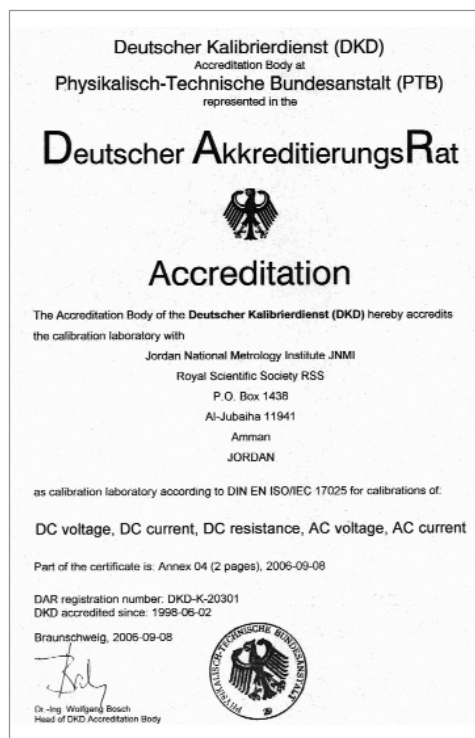 Deutscher Kalibrierdienst (DKD)
Accreditation Body at
Physikalisch-Technische Bundesanstalt (PTB)
represented in the
Deutscher AkkreditierungsRat
Accreditation
The Accreditation Body of the Deutscher Kalibrierdienst (DKD) hereby accredits
the calibration laboratory with
Jordan National Metrology Institute JNMI
Royal Scientific Society RSS
P.O. Box 1438
Al-Jubaiha 11941
Amman
JORDAN
as calibration laboratory according to DIN EN ISO/IEC 17025 for calibrations of:
DC voltage, DC current, DC resistance, AC voltage, AC current
Part of the certificate is: Annex 04 (2 pages), 2006-09-08
DAR registration number: DKD-K-20301
DKD accredited since: 1998-06-02
Braunschweig, 2006-09-08
PHYSIKALISCH-TECHNISCHE BUNDESANSTALT
Dr.-Ing. Wolfgang Bosch
Head of DKD Accreditation Body